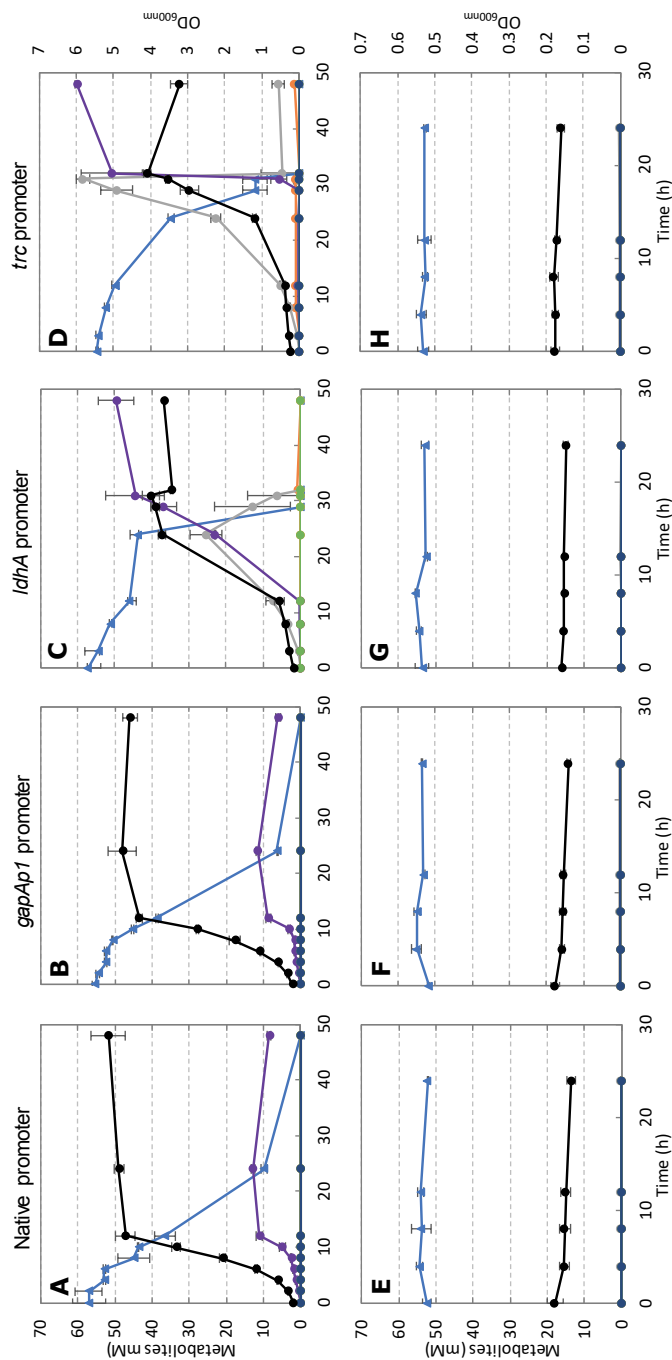 Native promoter
gapAp1 promoter
ldhA promoter
trc promoter
A
B
C
D
Metabolites mM)
70
60
50
40
30
20
10
0
0 10 20 30 40 50
0 10 20 30 40 50
0 10 20 30 40 50
0 10 20 30 40 50
7
6
5
4
3
2
1
0
OD600nm
E
F
G
H
Metabolites (mM)
70
60
50
40
30
20
10
0
0 10 20 30
0 10 20 30
0 10 20 30
0 10 20 30
Time (h)
Time (h)
Time (h)
Time (h)
0.7
0.6
0.5
0.4
0.3
0.2
0.1
0
OD600nm